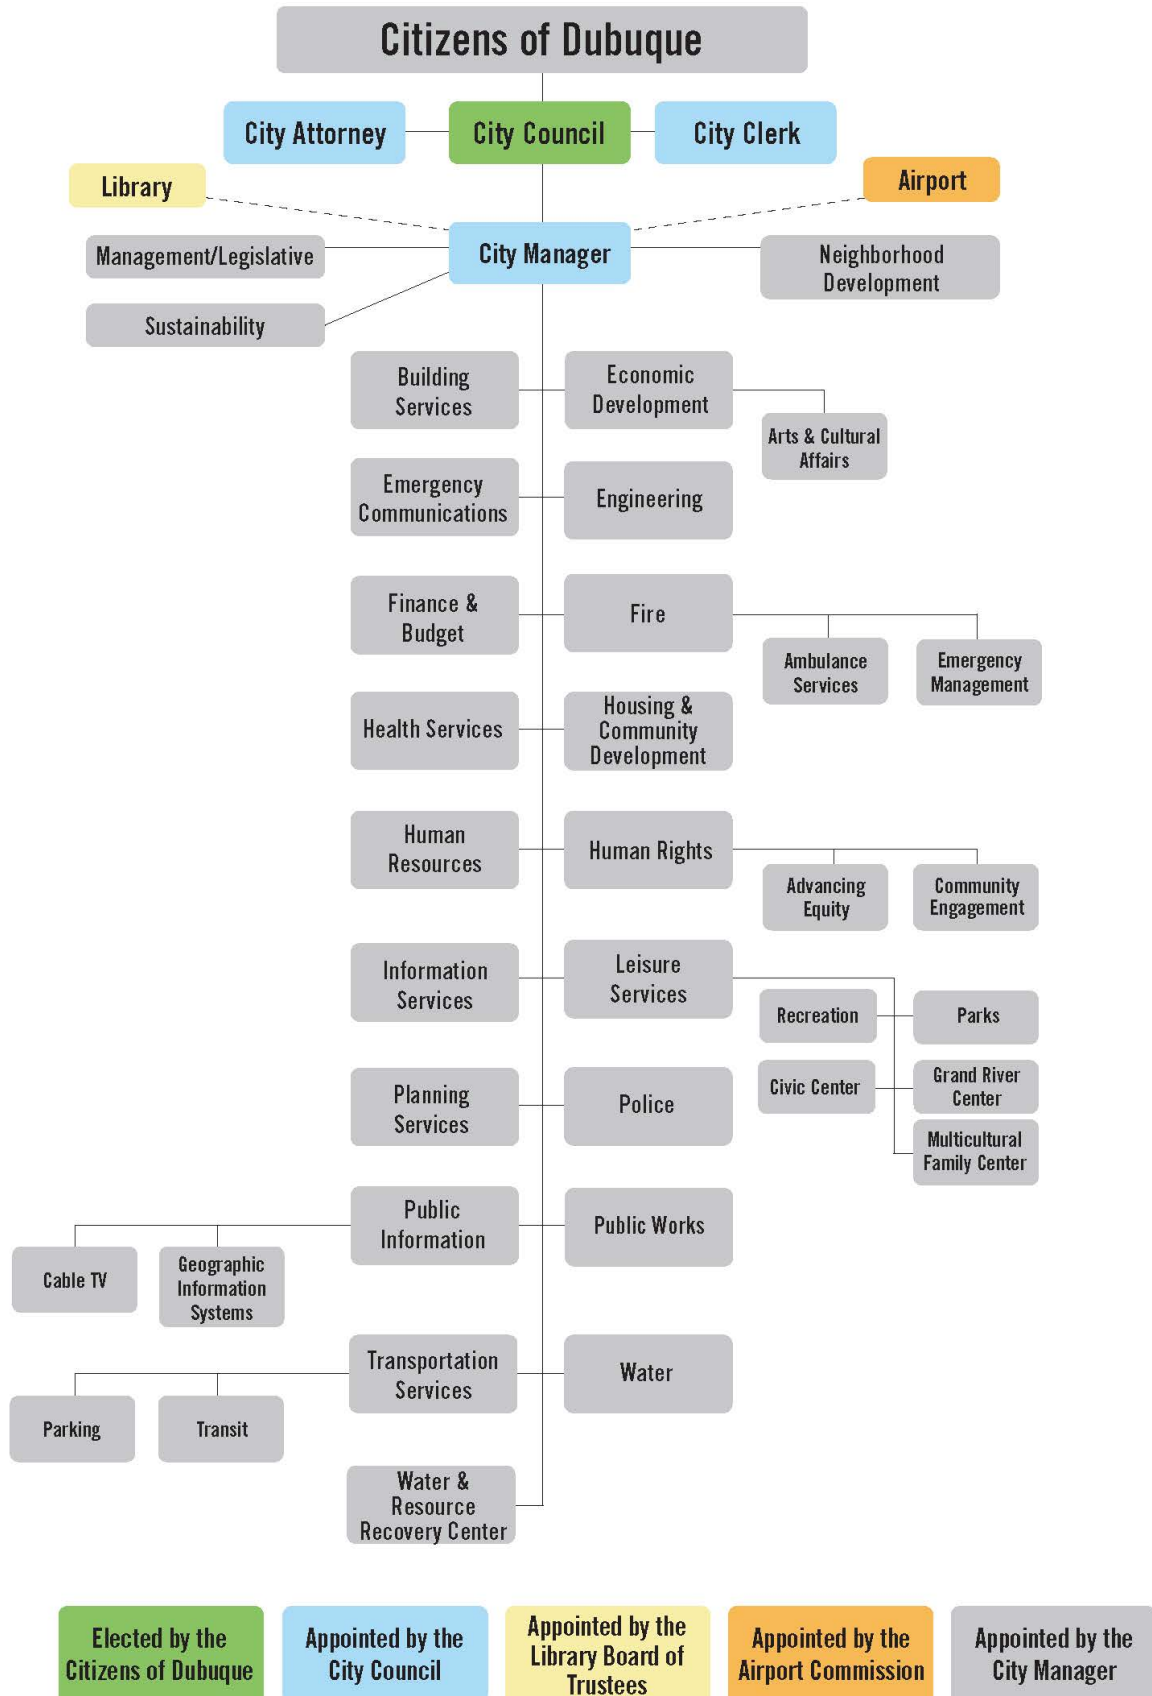 Citizens of Dubuque
City Attorney
City Council
City Clerk
Library
Airport
Management/Legislative
City Manager
Neighborhood
Development
Sustainability
Building
Services
Economic
Development
Arts & Cultural
Affairs
Emergency
Communications
Engineering
Finance &
Budget
Fire
Ambulance
Services
Emergency
Management
Health Services
Housing &
Community
Development
Human
Resources
Human Rights
Advancing
Equity
Community
Engagement
Information
Services
Leisure
Services
Recreation
Parks
Civic Center
Grand River
Center
Multicultural
Family Center
Planning
Services
Police
Public
Information
Public Works
Cable TV
Geographic
Information
Systems
Transportation
Services
Water
Parking
Transit
Water &
Resource
Recovery Center
Elected by the
Citizens of Dubuque
Appointed by the
City Council
Appointed by the
Library Board of
Trustees
Appointed by the
Airport Commission
Appointed by the
City Manager